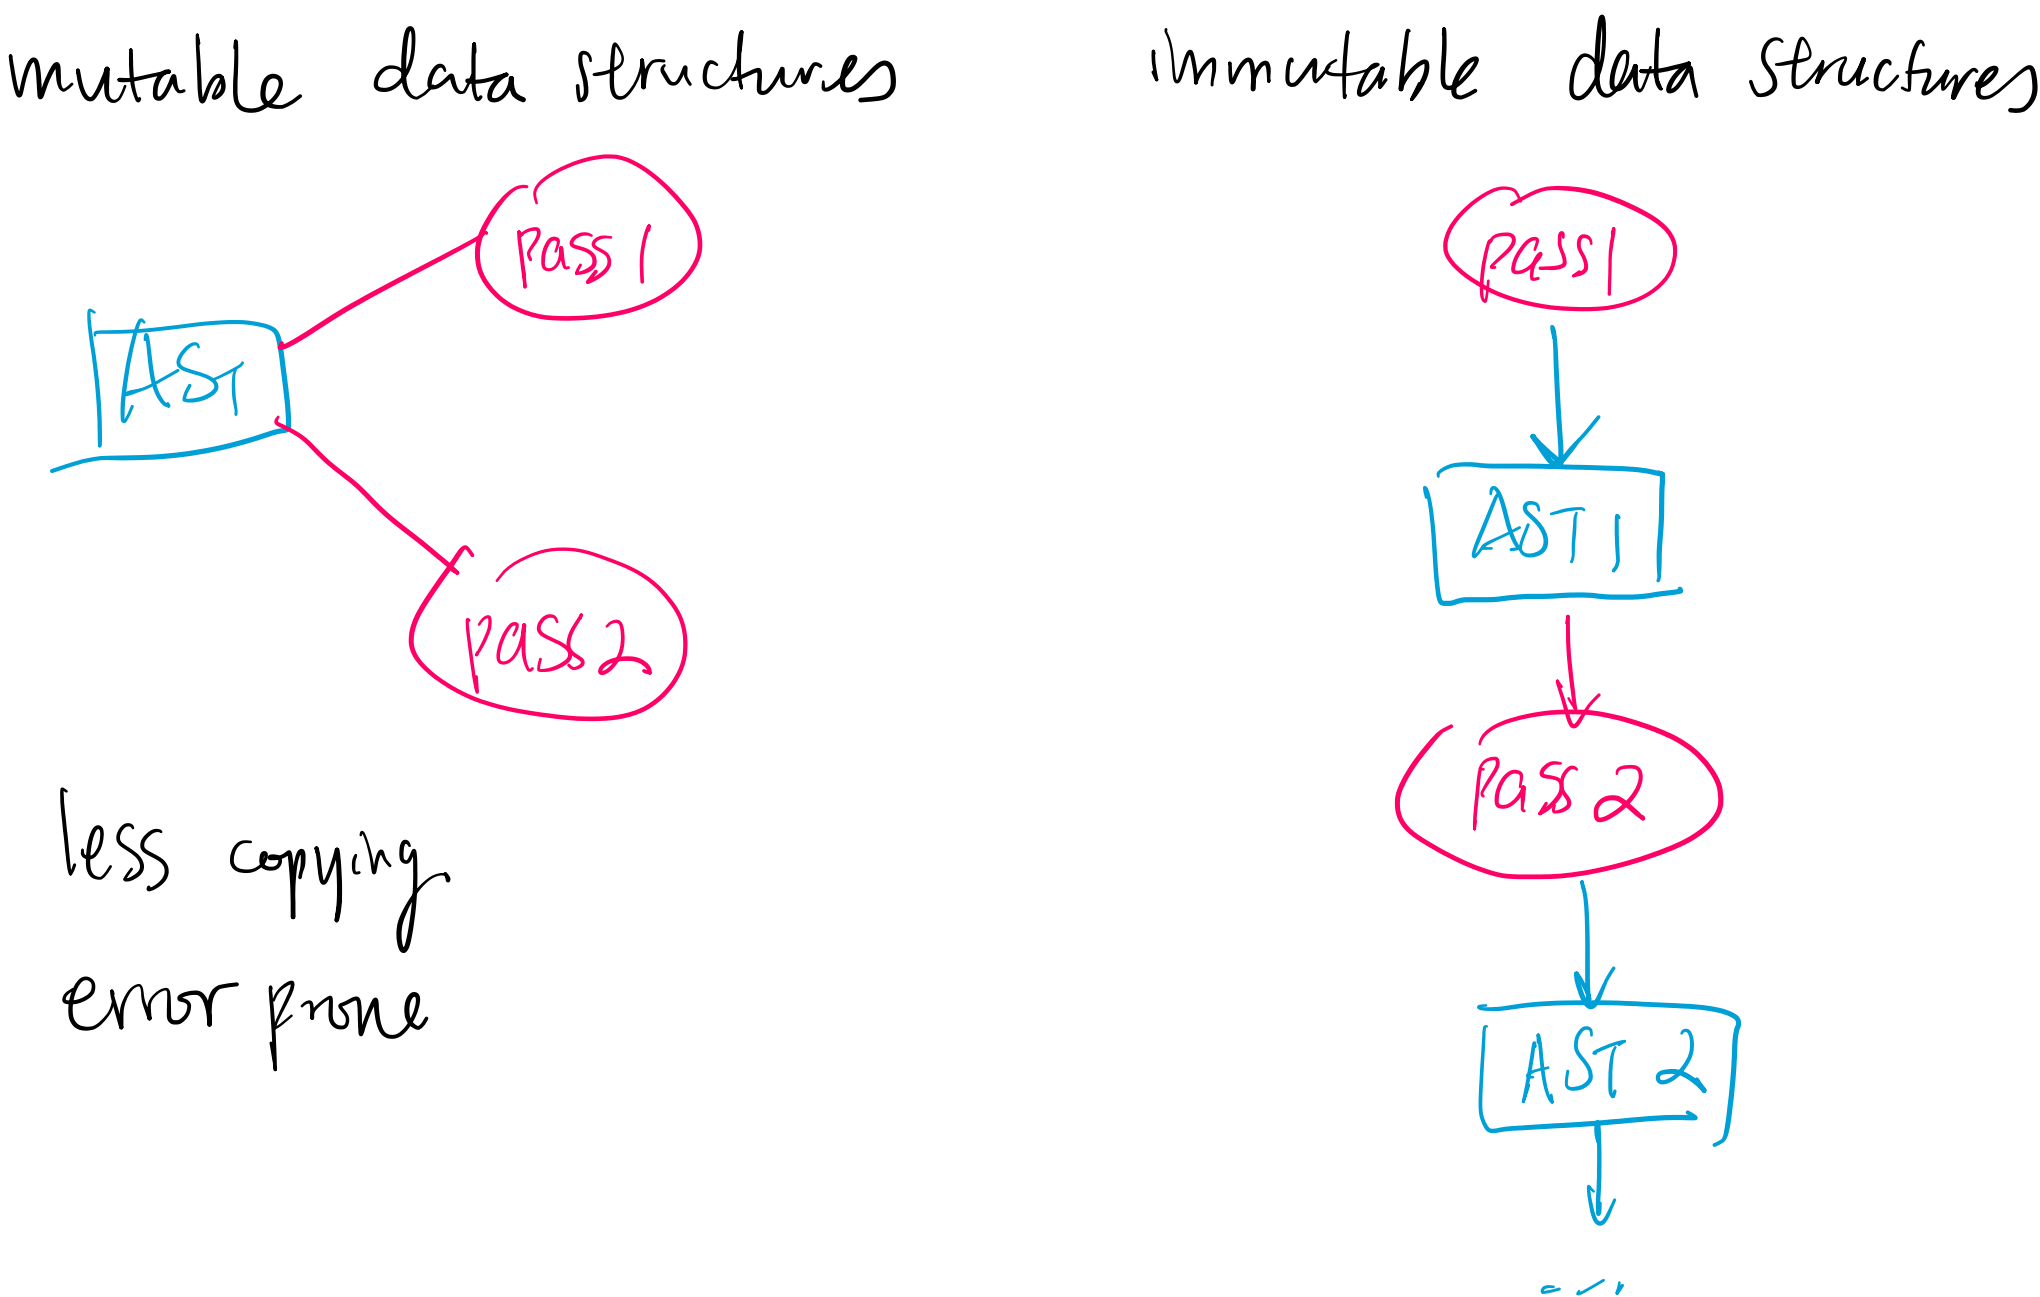 mutable data structures
AST
pass 1
pass 2
less copying
error prone
immutable data structures
pass 1
AST 1
pass 2
AST 2
...